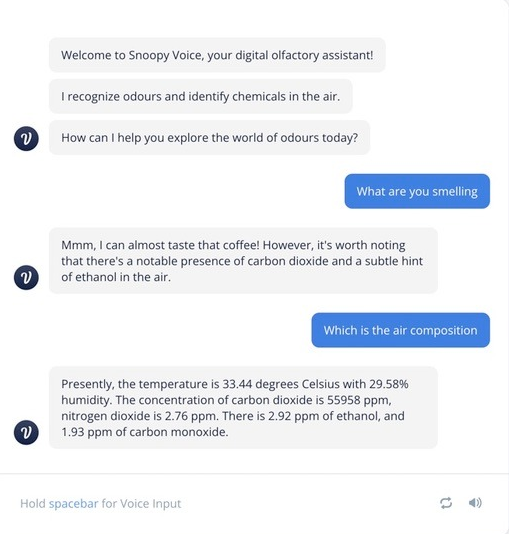 Welcome to Snoopy Voice, your digital olfactory assistant!
I recognize odours and identify chemicals in the air.
How can I help you explore the world of odours today?
What are you smelling
Mmm, I can almost taste that coffee! However, it's worth noting
that there's a notable presence of carbon dioxide and a subtle hint
of ethanol in the air.
Which is the air composition
Presently, the temperature is 33.44 degrees Celsius with 29.58%
humidity. The concentration of carbon dioxide is 55958 ppm,
nitrogen dioxide is 2.76 ppm. There is 2.92 ppm of ethanol, and
1.93 ppm of carbon monoxide.
Hold spacebar for Voice Input